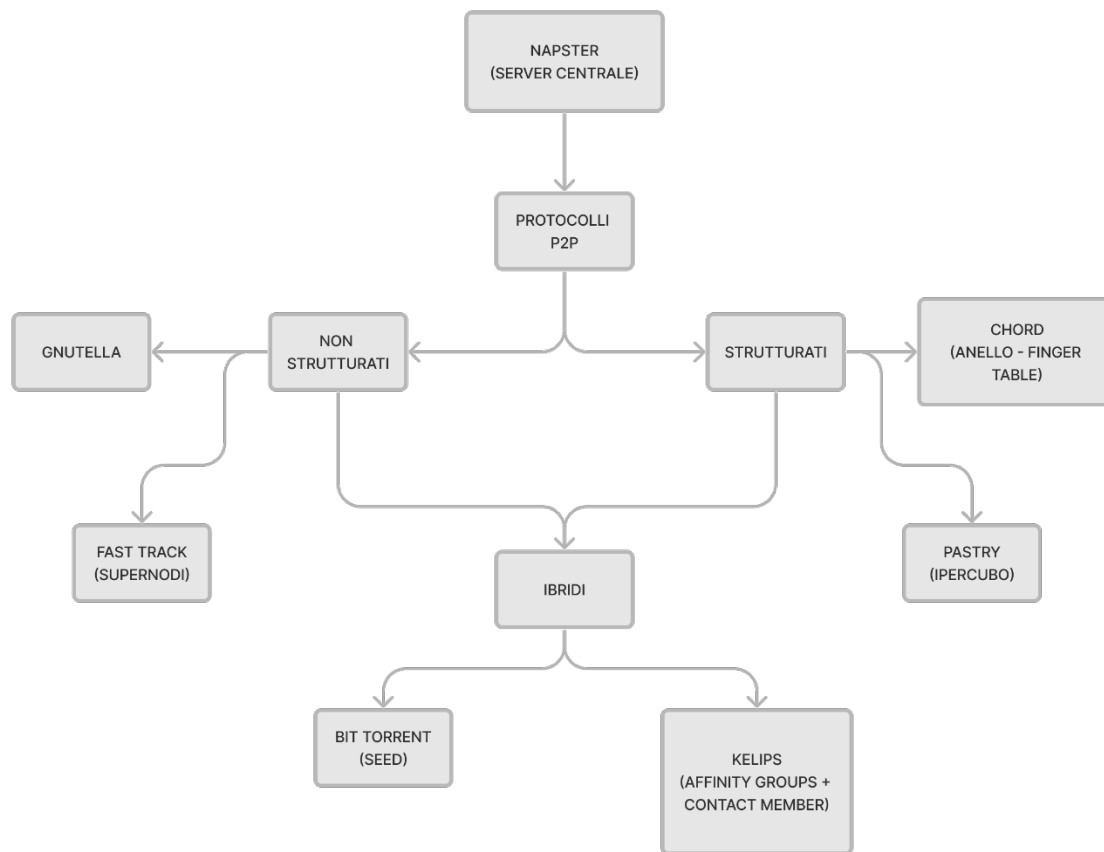 NAPSTER
(SERVER CENTRALE)
PROTOCOLLI
P2P
GNUTELLA
NON
STRUTTURATI
STRUTTURATI
CHORD
(ANELLO - FINGER
TABLE)
FAST TRACK
(SUPERNODI)
IBRIDI
PASTRY
(IPERCUBO)
BIT TORRENT
(SEED)
KELIPS
(AFFINITY GROUPS +
CONTACT MEMBER)